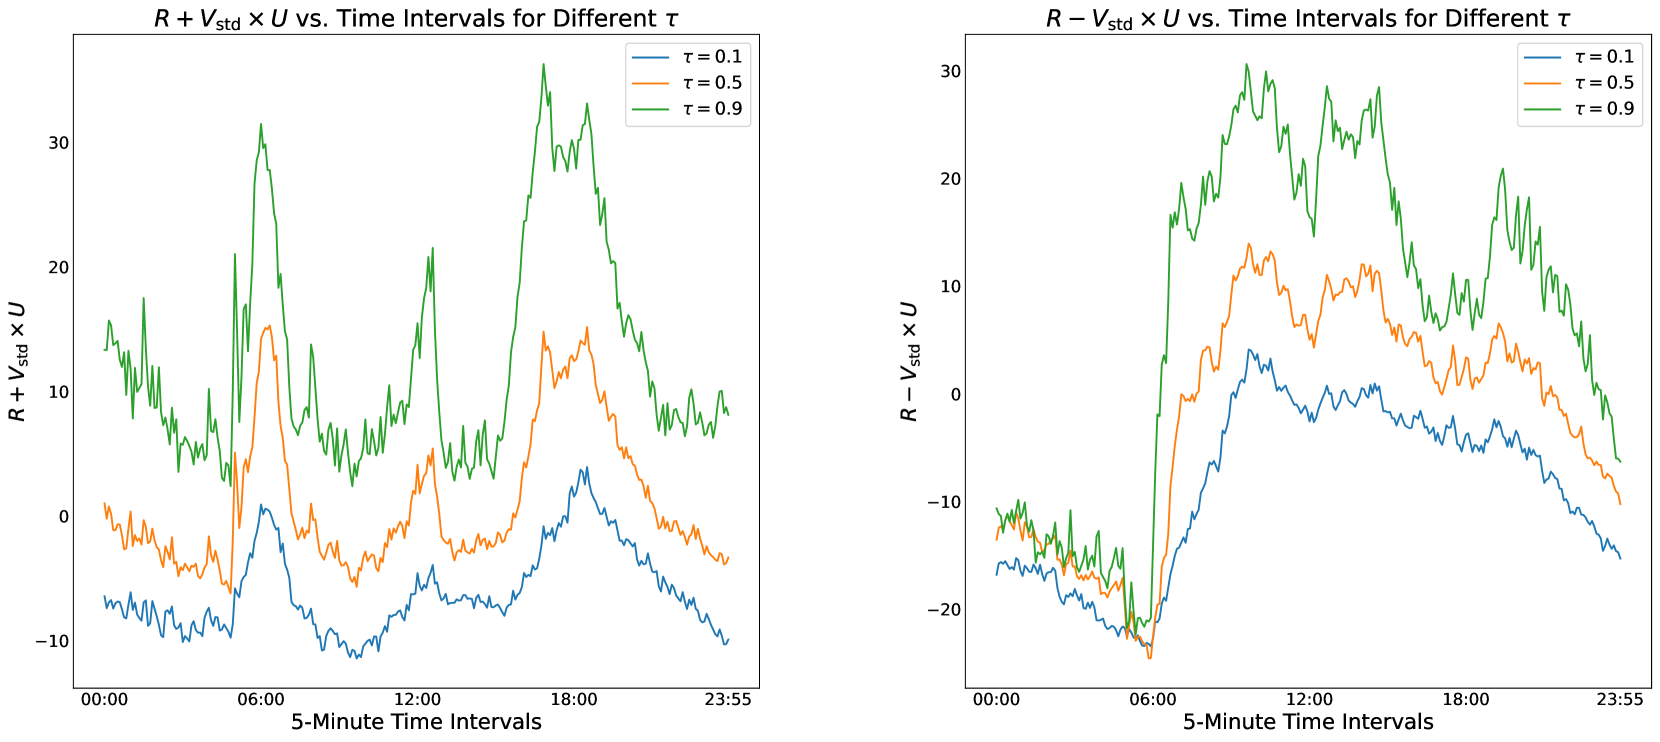 R + V_std × U vs. Time Intervals for Different τ
τ = 0.1
τ = 0.5
τ = 0.9
R + V_std × U
30
20
10
0
−10
00:00 06:00 12:00 18:00 23:55
5-Minute Time Intervals
R − V_std × U vs. Time Intervals for Different τ
τ = 0.1
τ = 0.5
τ = 0.9
R − V_std × U
30
20
10
0
−10
−20
00:00 06:00 12:00 18:00 23:55
5-Minute Time Intervals